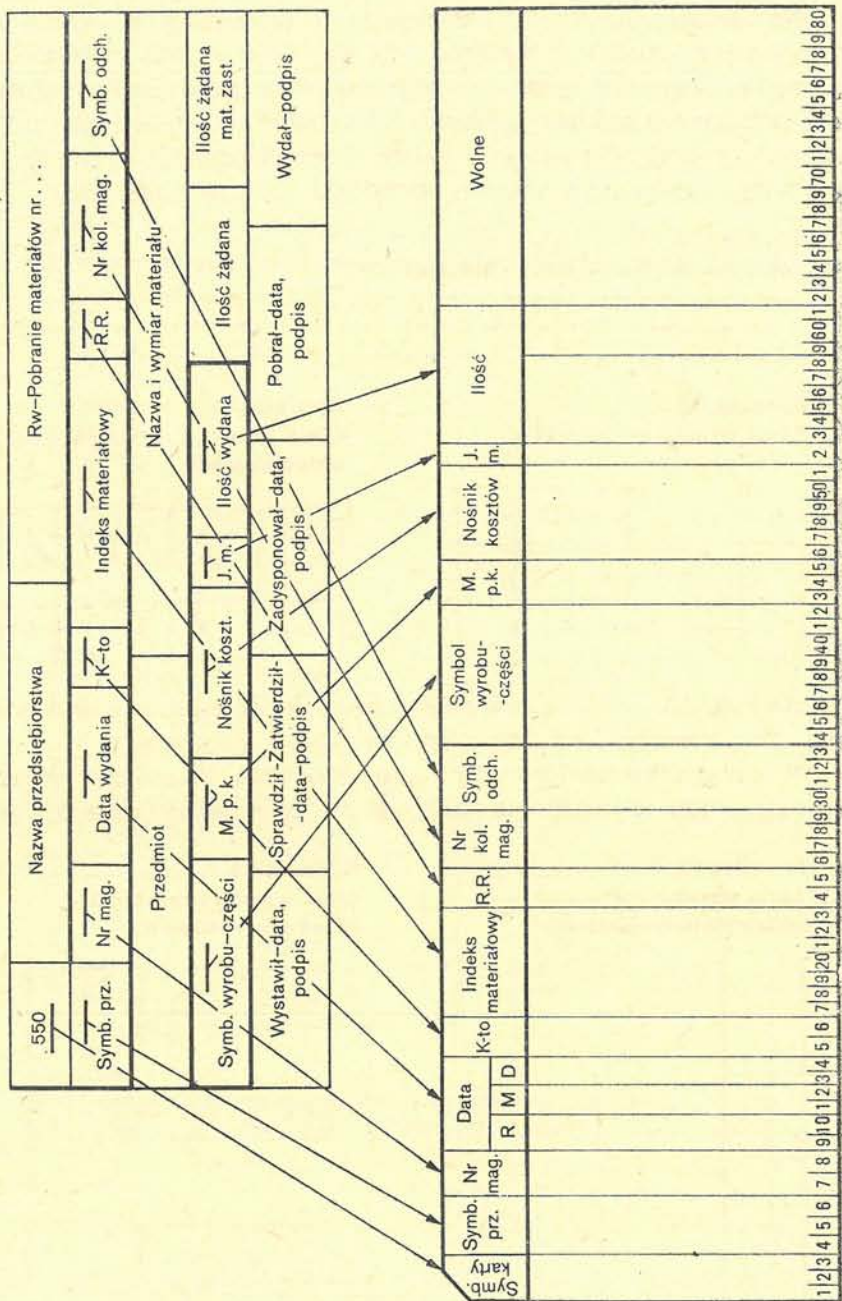 Nazwa przedsiębiorstwa
Rw–Pobranie materiałów nr...
550
Symb. prz.
Nr mag.
Data wydania
K–to
Indeks materiałowy
R.R.
Nr kol. mag.
Symb. odch.
Przedmiot
Nazwa i wymiar materiału
Symb. wyrobu–części
M. p. k.
Nośnik koszt.
J. m.
Ilość wydana
Ilość żądana
Ilość żądana
mat. zast.
Wystawił–data,
podpis
Sprawdził-Zatwierdził-
-data-podpis
Zadysponował–data,
podpis
Pobrał–data,
podpis
Wydał–podpis
Symb.
karty
Symb.
prz.
Nr
mag.
Data
R M D
K-to
Indeks
materiałowy
R.R.
Nr
kol.
mag.
Symb.
odch.
Symbol
wyrobu-
-części
M.
p.k.
Nośnik
kosztów
J.
m.
Ilość
Wolne
1 2 3 4 5 6 7 8 9 10 1 2 3 4 5 6 7 8 9 20 1 2 3 4 5 6 7 8 9 30 1 2 3 4 5 6 7 8 9 40 1 2 3 4 5 6 7 8 9 50 1 2 3 4 5 6 7 8 9 60 1 2 3 4 5 6 7 8 9 70 1 2 3 4 5 6 7 8 9 80